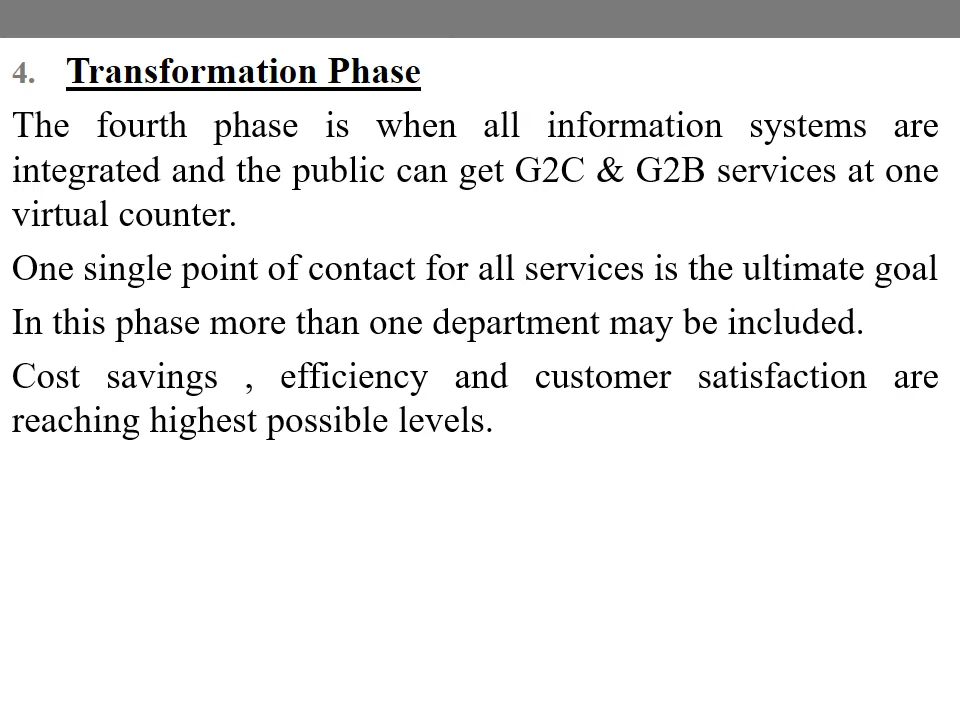 4. Transformation Phase
The fourth phase is when all information systems are
integrated and the public can get G2C & G2B services at one
virtual counter.
One single point of contact for all services is the ultimate goal
In this phase more than one department may be included.
Cost savings , efficiency and customer satisfaction are
reaching highest possible levels.